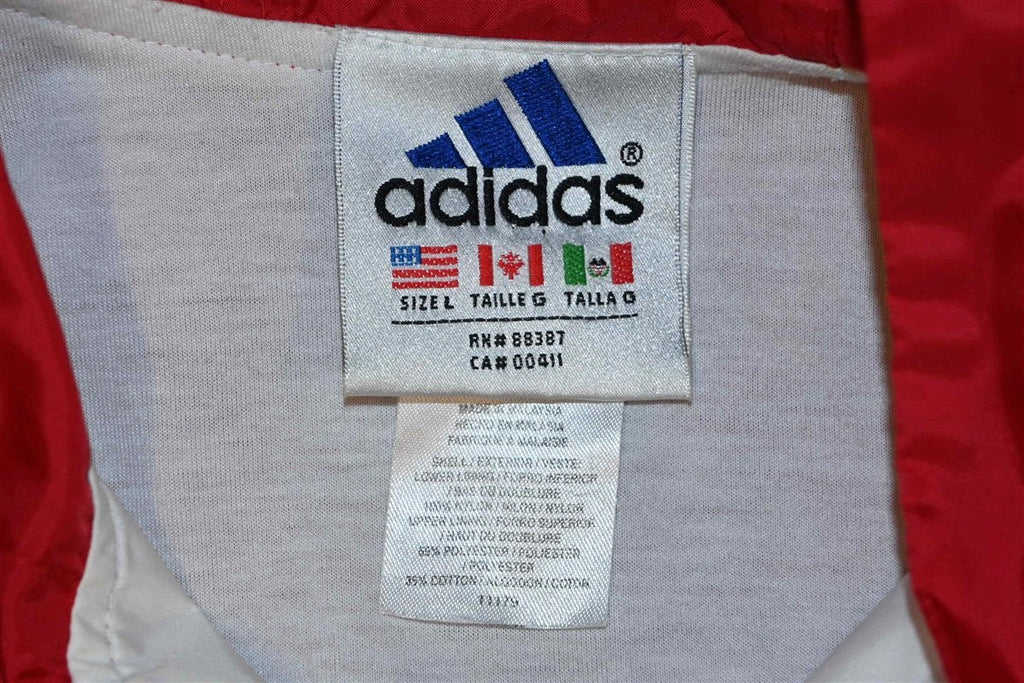 adidas®
SIZE L TAILLE G TALLA G
RN# 88387
CA# 00411
MADE IN MALAYSIA
HECHO EN MALASIA
FABRIQUÉ A MALAISIE
SHELL / EXTERIOR / VESTE:
LOWER LINING / FORRO INFERIOR
/ BAS DU DOUBLURE
100% NYLON / NILON / NYLON
UPPER LINING / FORRO SUPERIOR
/ HAUT DU DOUBLURE
65% POLYESTER / POLIESTER
/ POLYESTER
35% COTTON / ALGODON / COTON
11179